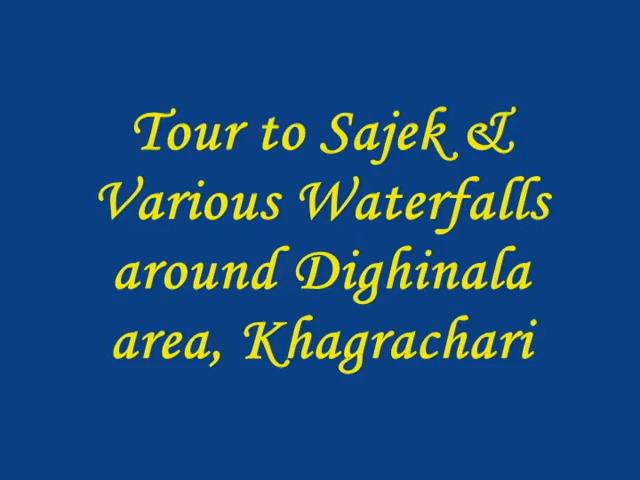 Tour to Sajek &
Various Waterfalls
around Dighinala
area, Khagrachari